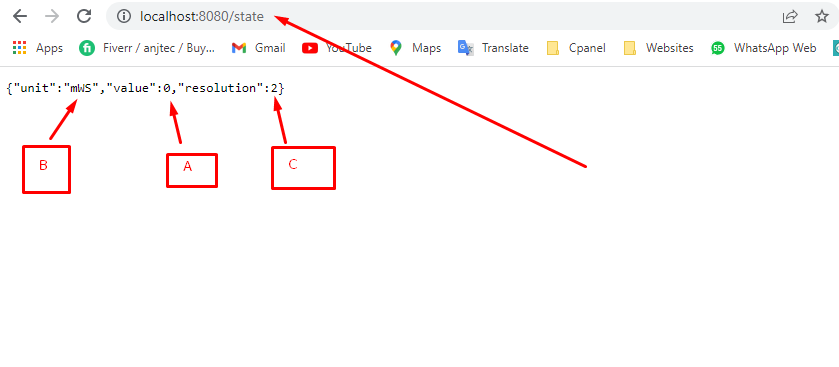 localhost:8080/state
Apps Fiverr / anjtec / Buy... Gmail YouTube Maps Translate Cpanel Websites 55 WhatsApp Web
{"unit":"mWS","value":0,"resolution":2}
B A C